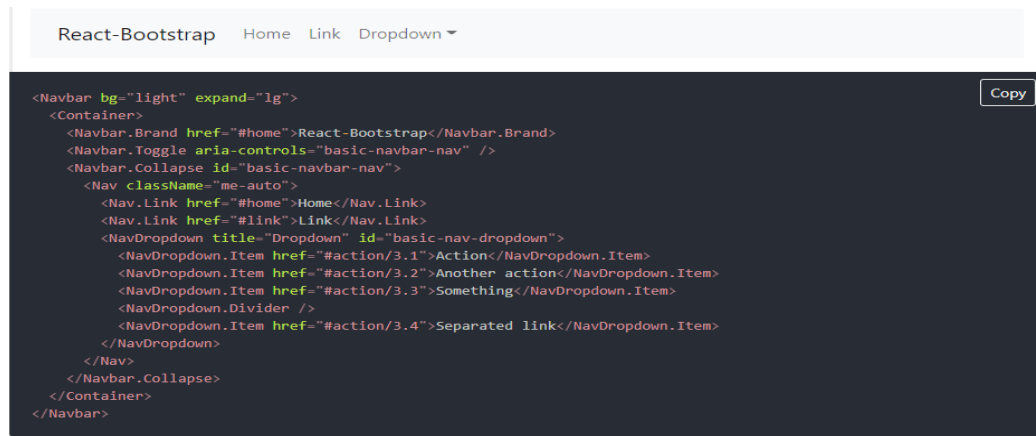 React-Bootstrap Home Link Dropdown
Copy
<Navbar bg="light" expand="lg">
<Container>
<Navbar.Brand href="#home">React-Bootstrap</Navbar.Brand>
<Navbar.Toggle aria-controls="basic-navbar-nav" />
<Navbar.Collapse id="basic-navbar-nav">
<Nav className="me-auto">
<Nav.Link href="#home">Home</Nav.Link>
<Nav.Link href="#link">Link</Nav.Link>
<NavDropdown title="Dropdown" id="basic-nav-dropdown">
<NavDropdown.Item href="#action/3.1">Action</NavDropdown.Item>
<NavDropdown.Item href="#action/3.2">Another action</NavDropdown.Item>
<NavDropdown.Item href="#action/3.3">Something</NavDropdown.Item>
<NavDropdown.Divider />
<NavDropdown.Item href="#action/3.4">Separated link</NavDropdown.Item>
</NavDropdown>
</Nav>
</Navbar.Collapse>
</Container>
</Navbar>